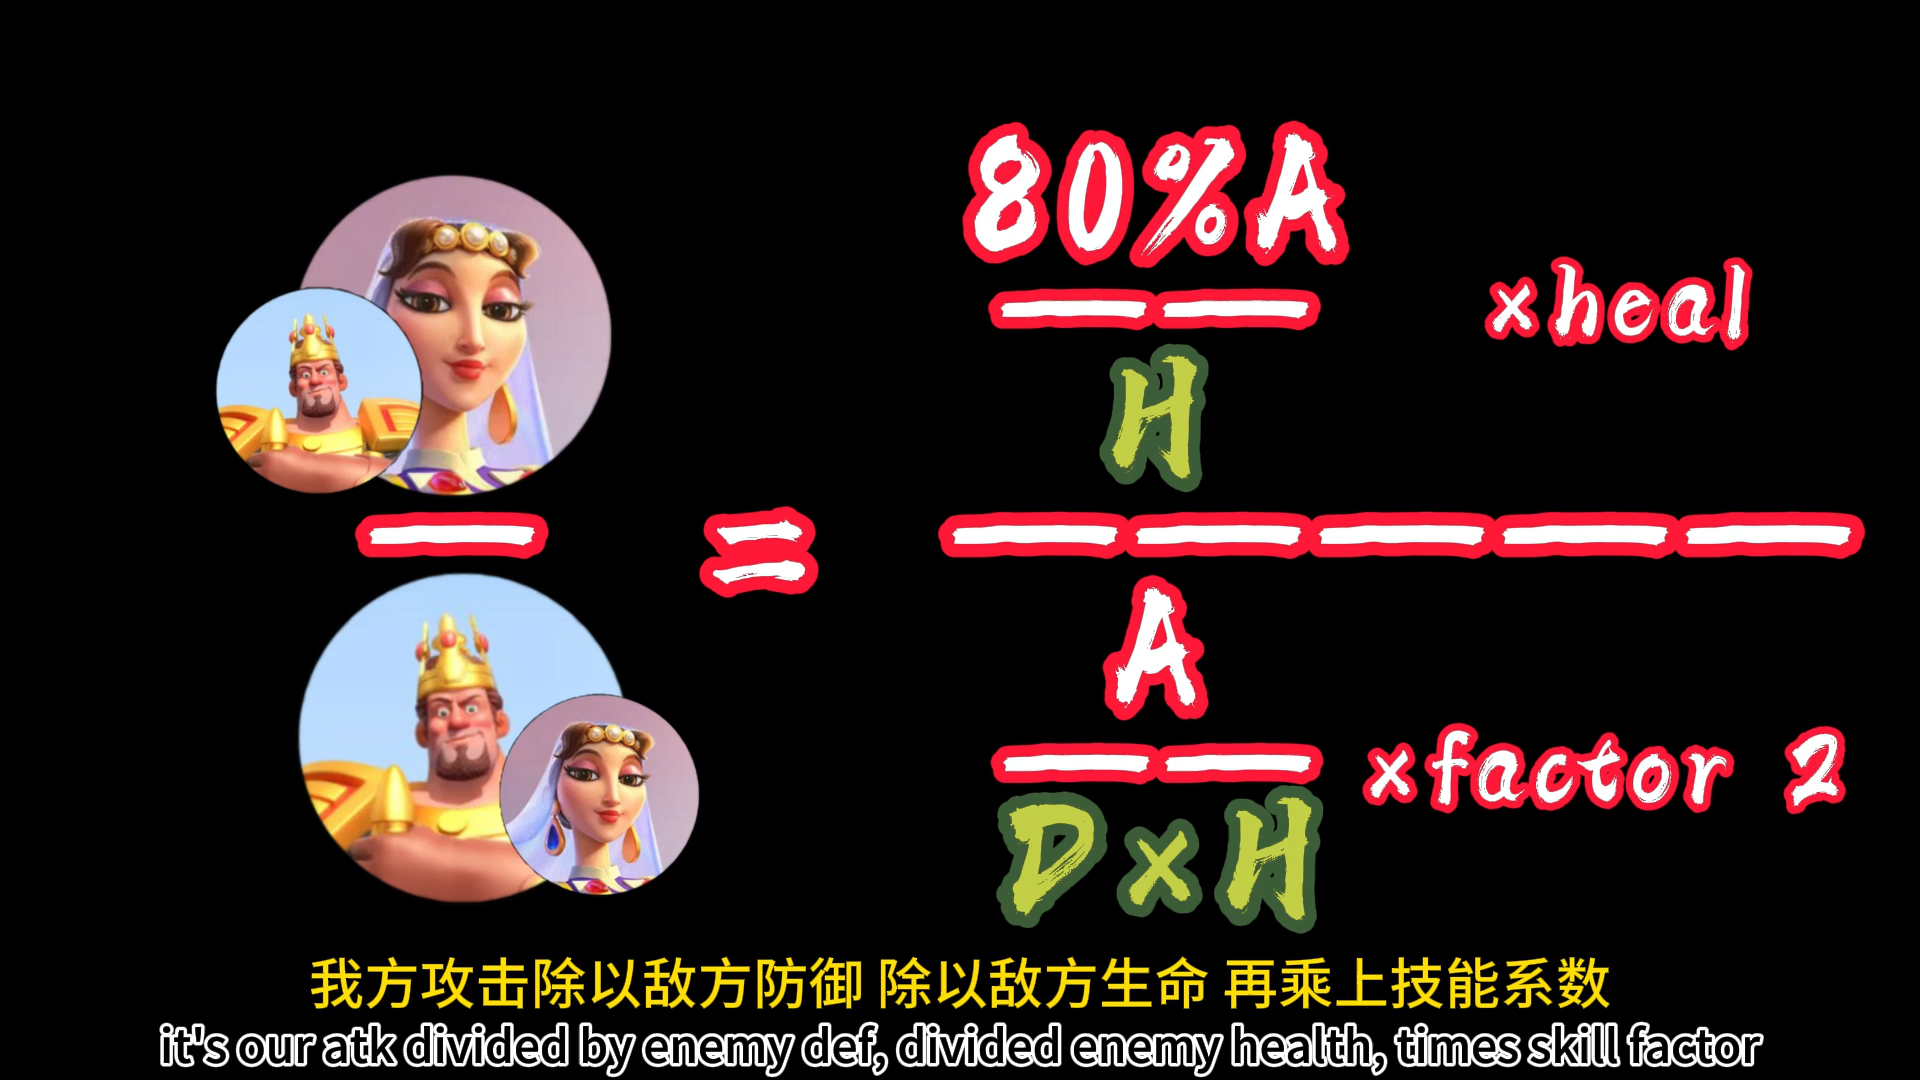 80%A
×heal
H
=
A
×factor 2
D×H
我方攻击除以敌方防御 除以敌方生命 再乘上技能系数
it's our atk divided by enemy def, divided enemy health, times skill factor